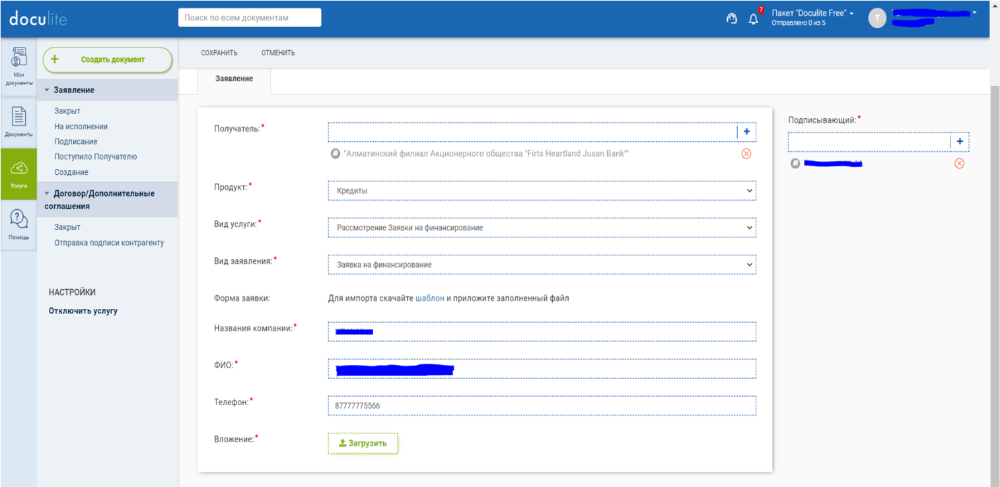 doculite
Поиск по всем документам
7
Пакет "Doculite Free"
Отправлено 0 из 5
T
Мои
документы
Документы
Услуги
Помощь
+ Создать документ
Заявление
Закрыт
На исполнении
Подписание
Поступило Получателю
Создание
Договор/Дополнительные
соглашения
Закрыт
Отправка подписи контрагенту
НАСТРОЙКИ
Отключить услугу
СОХРАНИТЬ ОТМЕНИТЬ
Заявление
Получатель:*
+
"Алматинский филиал Акционерного общества "Firts Heartland Jusan Bank""
Продукт:* Кредиты
Вид услуги:* Рассмотрение Заявки на финансирование
Вид заявления:* Заявка на финансирование
Форма заявки: Для импорта скачайте шаблон и приложите заполненный файл
Названия компании:*
ФИО:*
Телефон:* 87777775566
Вложение:* Загрузить
Подписывающий:*
+